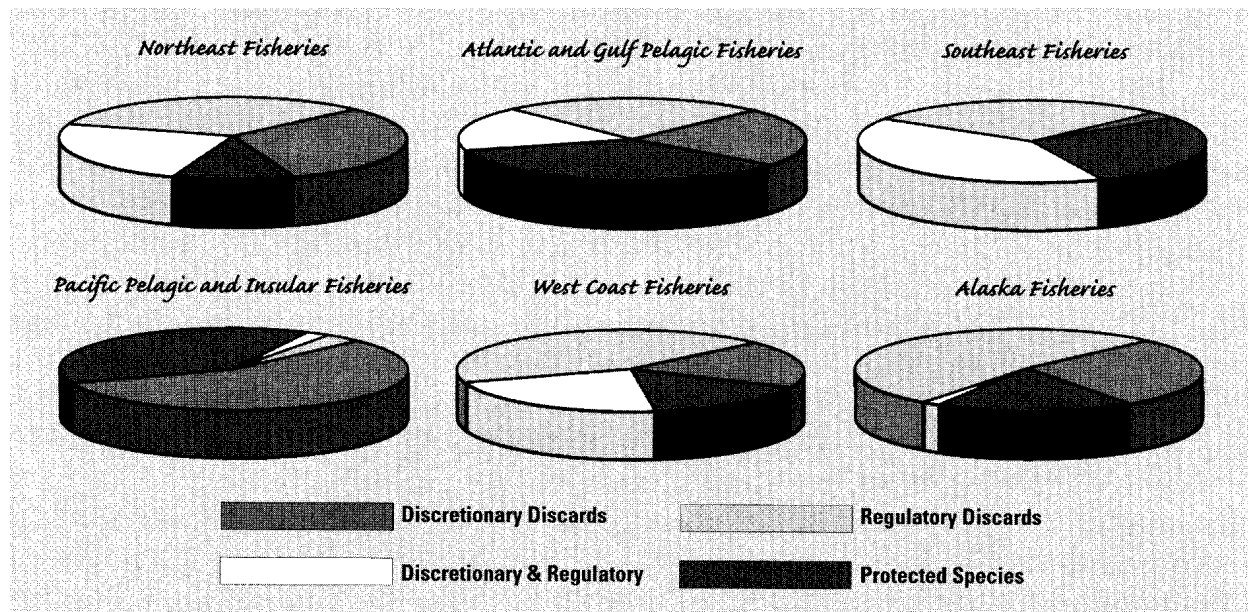 Northeast Fisheries
Atlantic and Gulf Pelagic Fisheries
Southeast Fisheries
Pacific Pelagic and Insular Fisheries
West Coast Fisheries
Alaska Fisheries
Discretionary Discards
Regulatory Discards
Discretionary & Regulatory
Protected Species